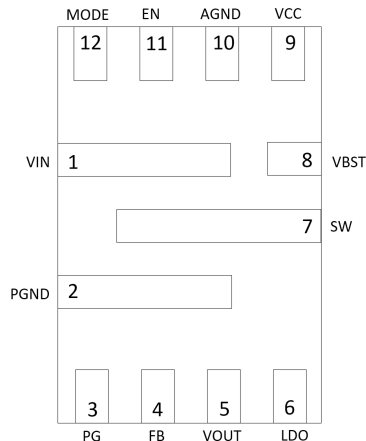 MODE EN AGND VCC
12 11 10 9
VIN 1 8 VBST
7 SW
PGND 2
3 4 5 6
PG FB VOUT LDO